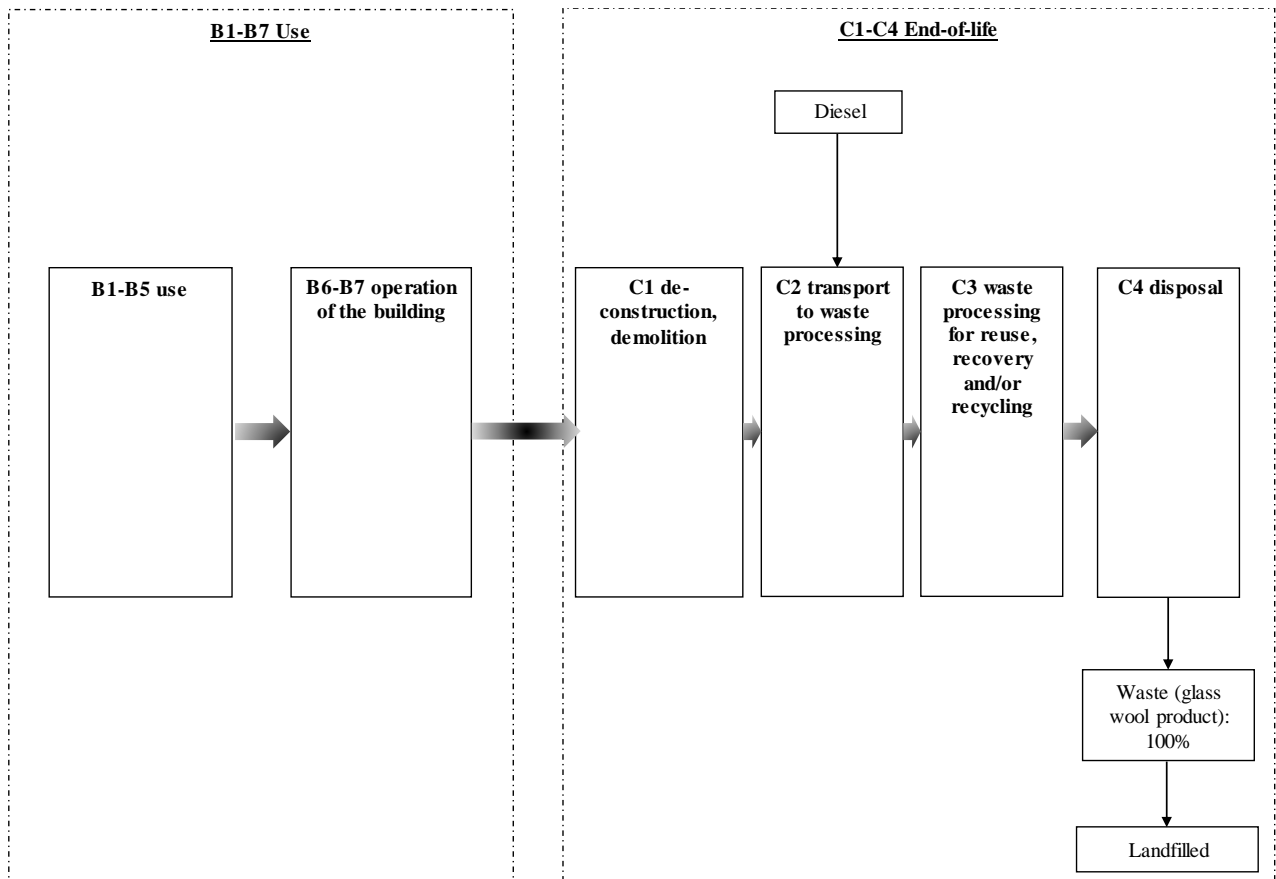 B1-B7 Use
C1-C4 End-of-life
Diesel
B1-B5 use
B6-B7 operation
of the building
C1 de-
construction,
demolition
C2 transport
to waste
processing
C3 waste
processing
for reuse,
recovery
and/or
recycling
C4 disposal
Waste (glass
wool product):
100%
Landfilled